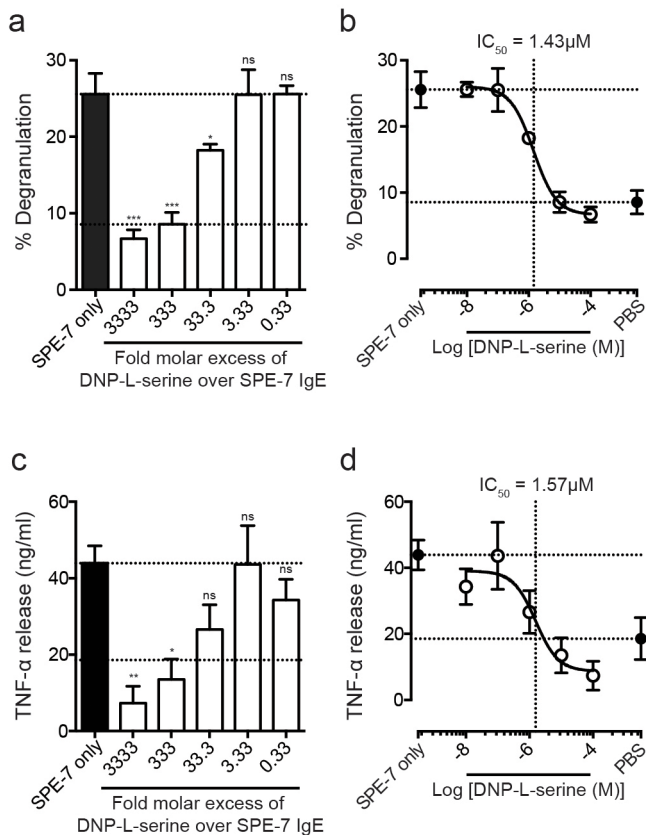 a
% Degranulation
30
20
10
0
ns
ns
*
***
***
SPE-7 only
3333
333
33.3
3.33
0.33
Fold molar excess of
DNP-L-serine over SPE-7 IgE
b
IC50 = 1.43µM
% Degranulation
30
20
10
0
SPE-7 only
-8
-6
-4
PBS
Log [DNP-L-serine (M)]
c
TNF-α release (ng/ml)
60
40
20
0
ns
ns
ns
*
**
SPE-7 only
3333
333
33.3
3.33
0.33
Fold molar excess of
DNP-L-serine over SPE-7 IgE
d
IC50 = 1.57µM
TNF-α release (ng/ml)
60
40
20
0
SPE-7 only
-8
-6
-4
PBS
Log [DNP-L-serine (M)]